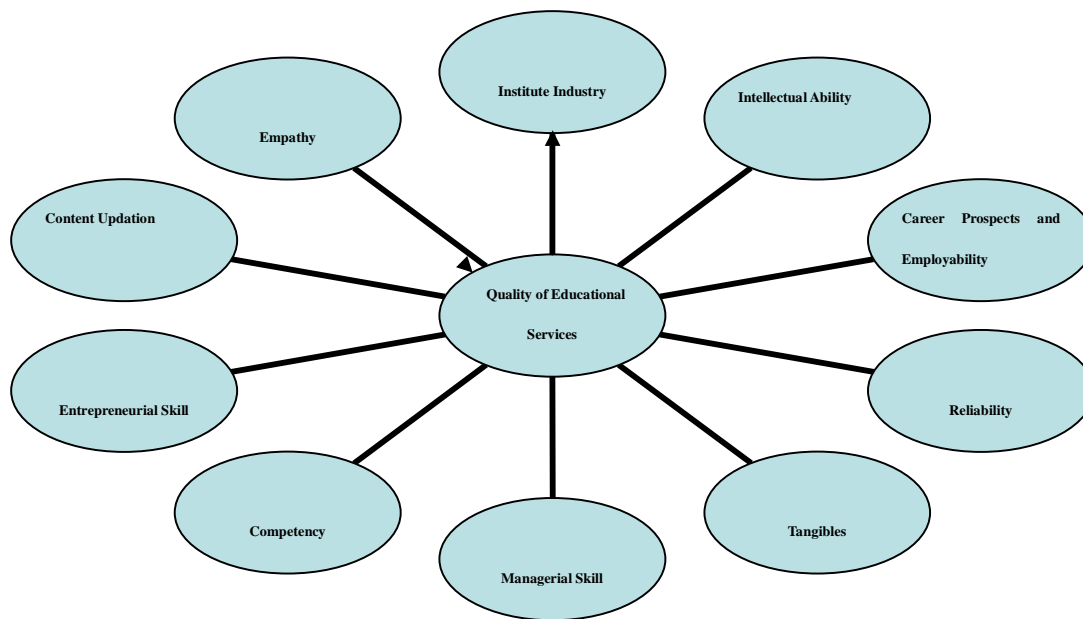 Institute Industry
Intellectual Ability
Empathy
Content Updation
Career Prospects and
Employability
Quality of Educational
Services
Entrepreneurial Skill
Reliability
Competency
Tangibles
Managerial Skill